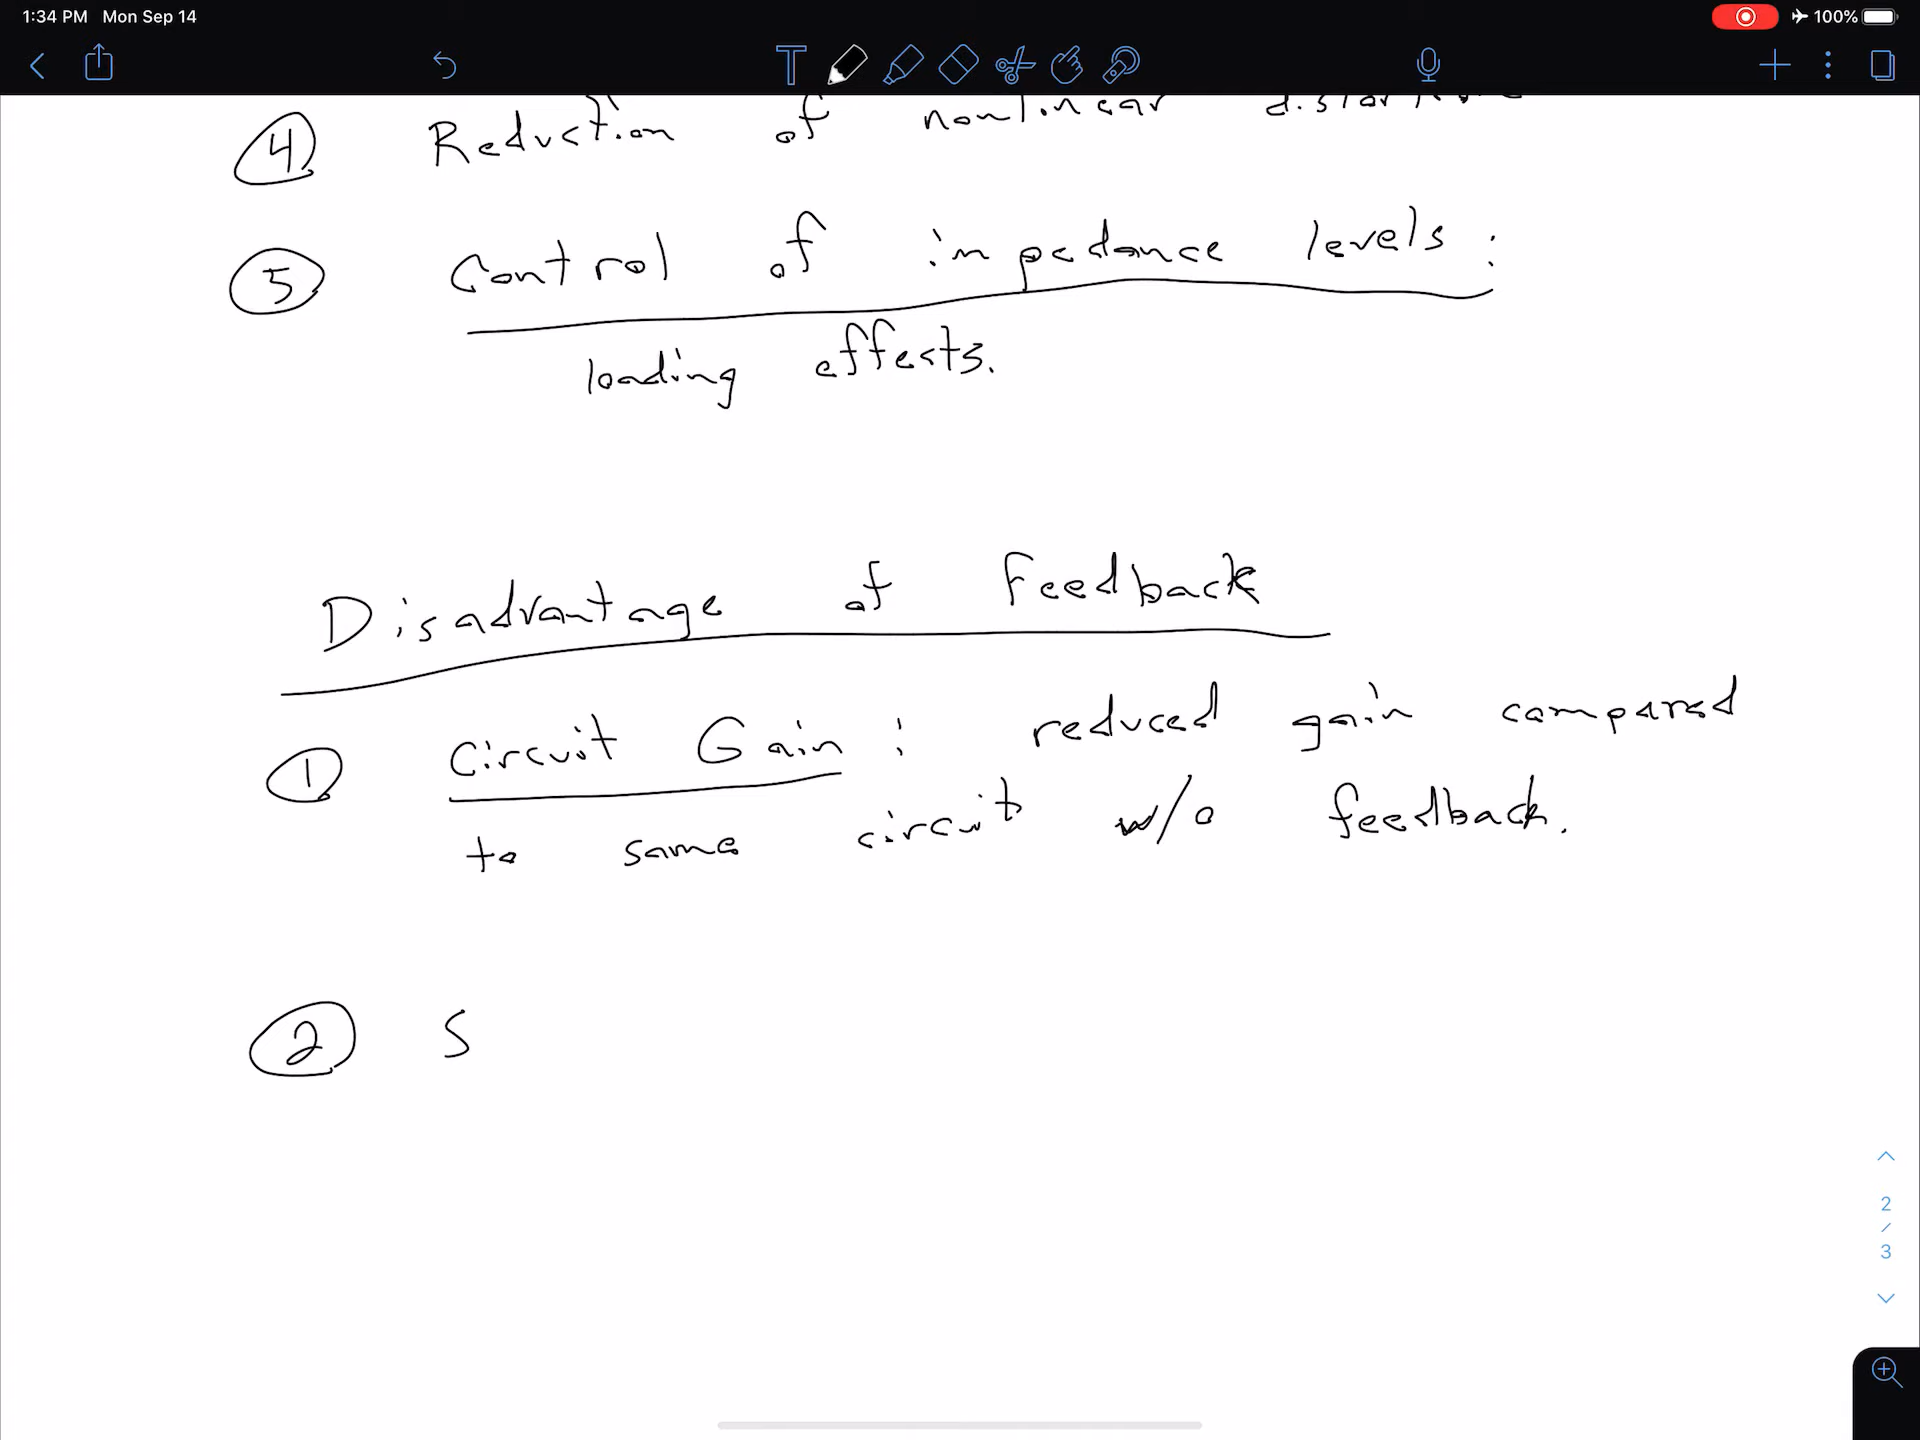 1:34 PM Mon Sep 14
100%
T
4 Reduction of nonlinear
5 Control of impedance levels:
loading effects.
Disadvantage of Feedback
1 Circuit Gain: reduced gain compared
to same circuit w/o feedback.
2 S
2
/
3